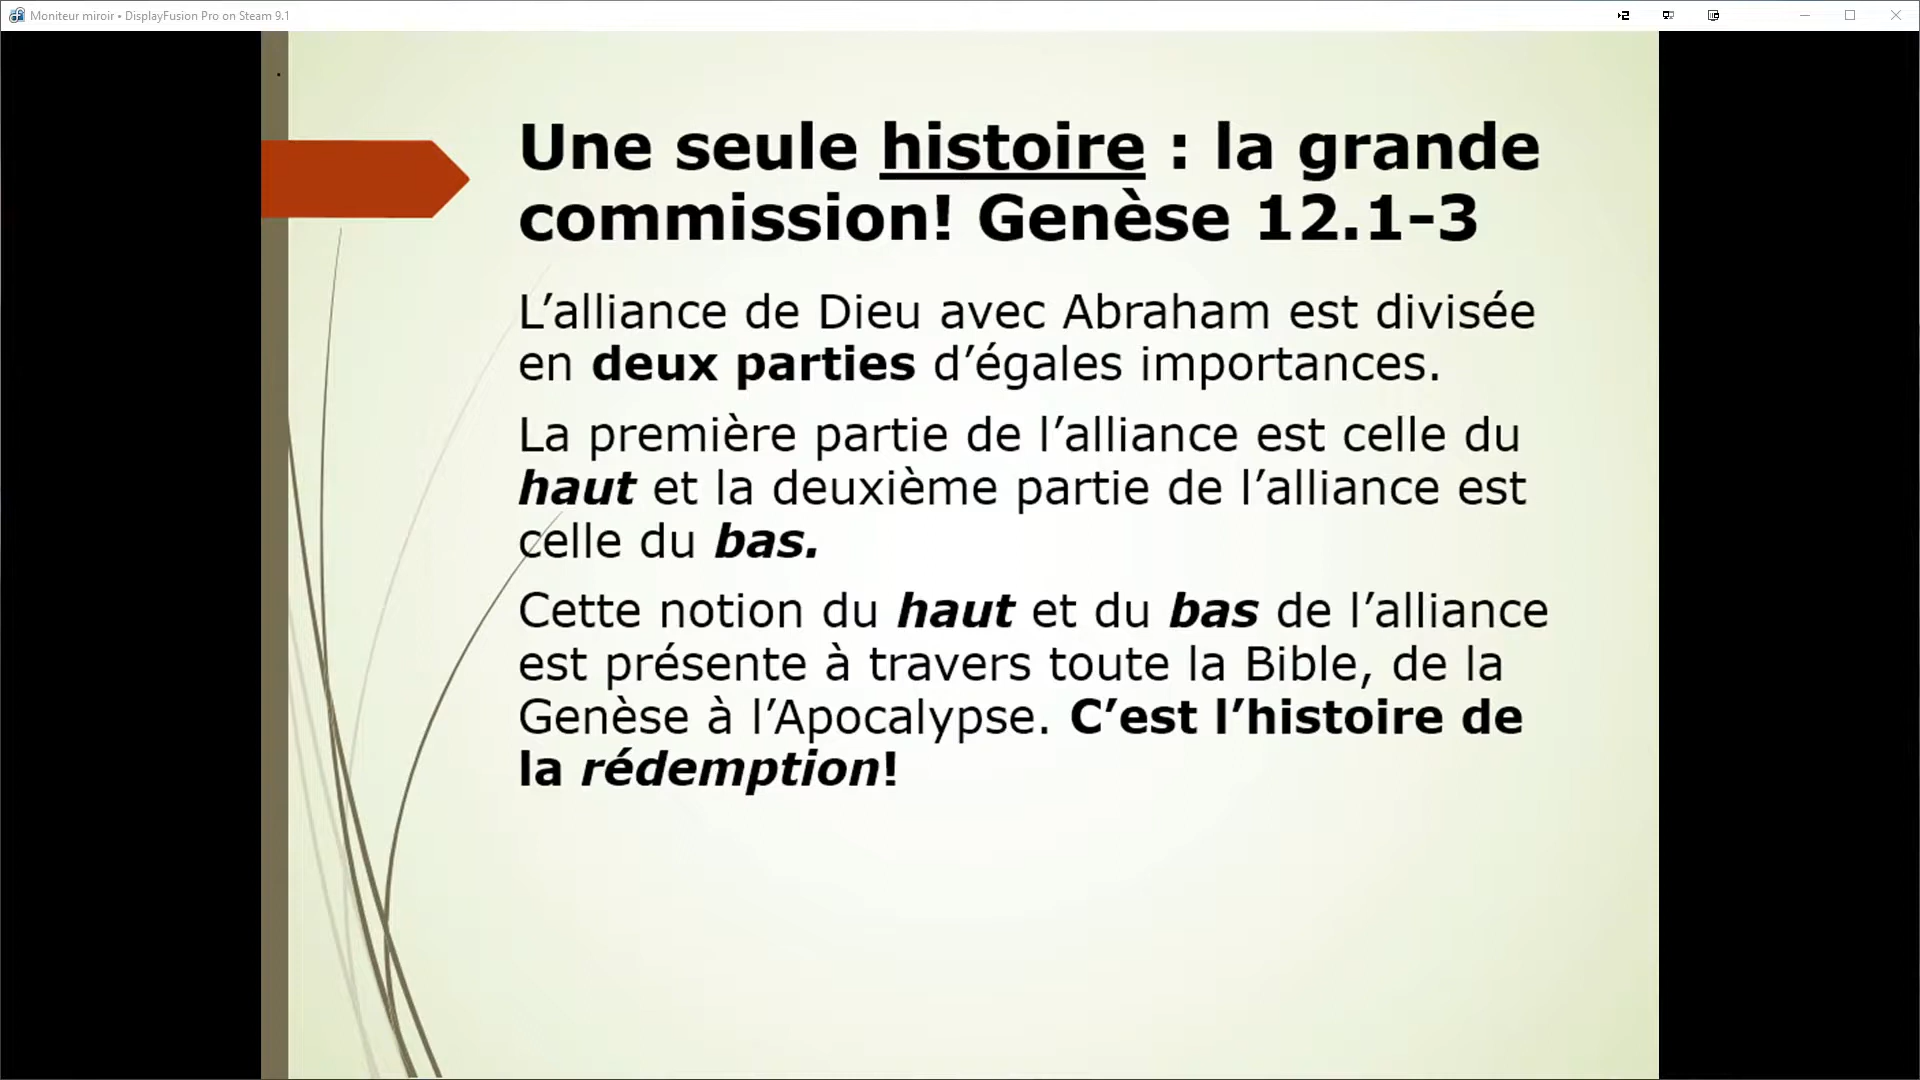 Moniteur miroir • DisplayFusion Pro on Steam 9.1
Une seule histoire : la grande
commission! Genèse 12.1-3
L’alliance de Dieu avec Abraham est divisée
en deux parties d’égales importances.
La première partie de l’alliance est celle du
haut et la deuxième partie de l’alliance est
celle du bas.
Cette notion du haut et du bas de l’alliance
est présente à travers toute la Bible, de la
Genèse à l’Apocalypse. C’est l’histoire de
la rédemption!